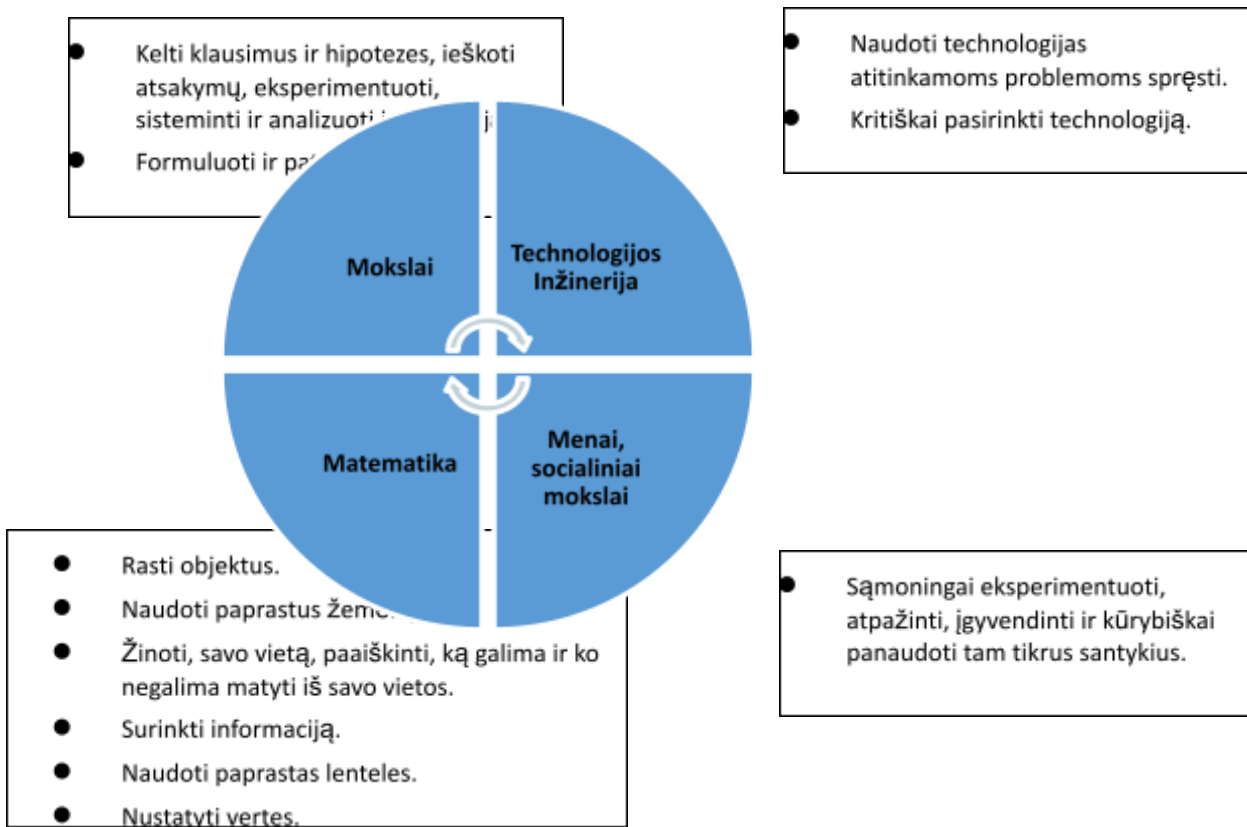 Kelti klausimus ir hipotezes, ieškoti
atsakymų, eksperimentuoti,
sisteminti ir analizuoti
Formuluoti ir
Naudoti technologijas
atitinkamoms problemoms spręsti.
Kritiškai pasirinkti technologiją.
Mokslai
Technologijos
Inžinerija
Matematika
Menai,
socialiniai
mokslai
Rasti objektus.
Naudoti paprastus
Žinoti, savo vietą, paaiškinti, ką galima ir ko
negalima matyti iš savo vietos.
Surinkti informaciją.
Naudoti paprastas lenteles.
Nustatyti vertes.
Sąmoningai eksperimentuoti,
atpažinti, įgyvendinti ir kūrybiškai
panaudoti tam tikrus santykius.